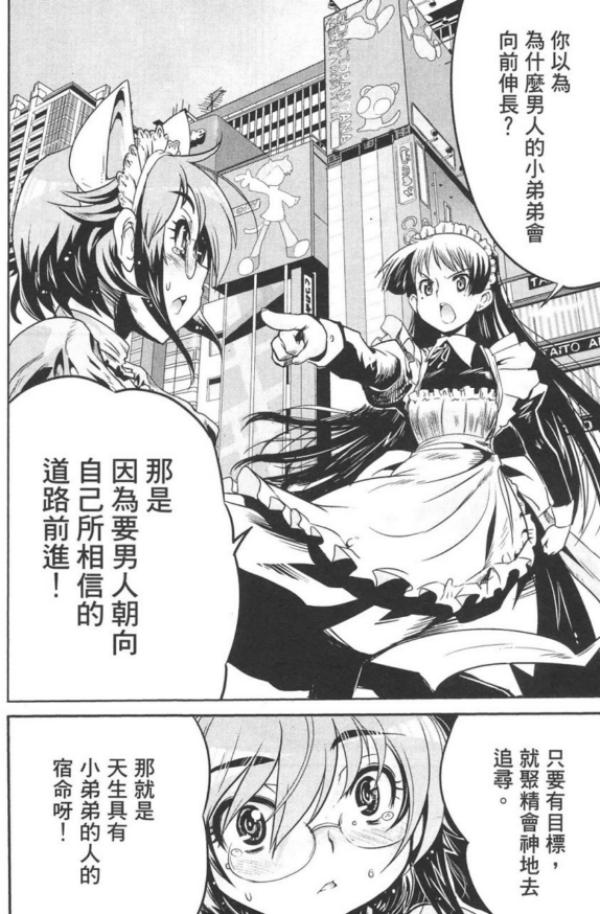 你以為
為什麼男人的小弟弟會
向前伸長？
那是
因為要男人朝向
自己所相信的
道路前進！
TAITO
只要有目標，
就聚精會神地去
追尋。
那就是
天生具有
小弟弟的人的
宿命呀！